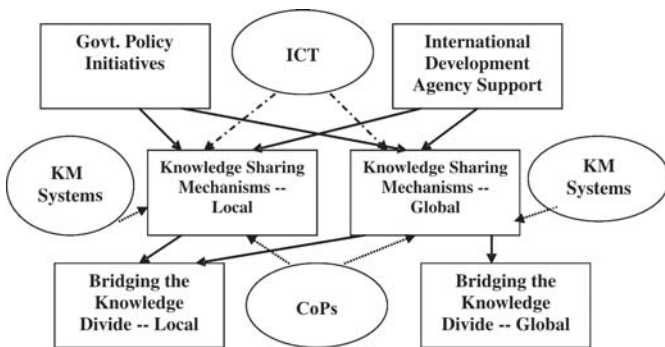 Govt. Policy
Initiatives
ICT
International
Development
Agency Support
KM
Systems
Knowledge Sharing
Mechanisms --
Local
Knowledge Sharing
Mechanisms --
Global
KM
Systems
Bridging the
Knowledge
Divide -- Local
CoPs
Bridging the
Knowledge
Divide -- Global